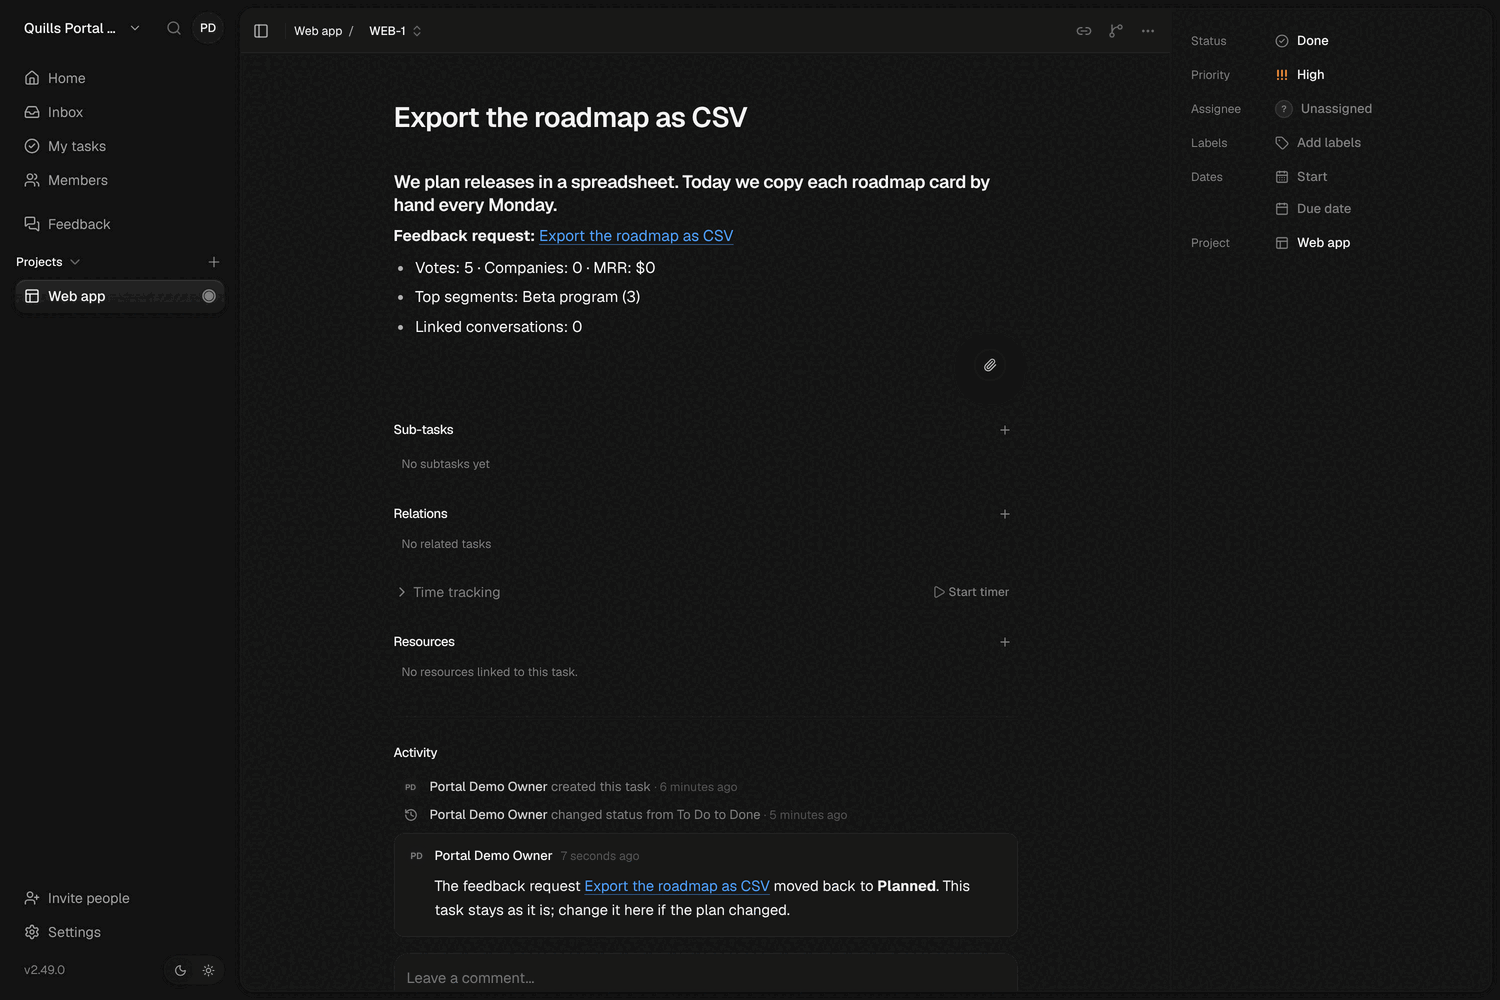 Quills Portal ...
PD
Home
Inbox
My tasks
Members
Feedback
Projects
Web app
Invite people
Settings
v2.49.0
Web app / WEB-1
Export the roadmap as CSV
We plan releases in a spreadsheet. Today we copy each roadmap card by
hand every Monday.
Feedback request: Export the roadmap as CSV
• Votes: 5 · Companies: 0 · MRR: $0
• Top segments: Beta program (3)
• Linked conversations: 0
Sub-tasks
No subtasks yet
Relations
No related tasks
Time tracking
Start timer
Resources
No resources linked to this task.
Activity
PD Portal Demo Owner created this task · 6 minutes ago
Portal Demo Owner changed status from To Do to Done · 5 minutes ago
PD Portal Demo Owner 7 seconds ago
The feedback request Export the roadmap as CSV moved back to Planned. This
task stays as it is; change it here if the plan changed.
Leave a comment...
Status Done
Priority High
Assignee ? Unassigned
Labels Add labels
Dates Start
Due date
Project Web app